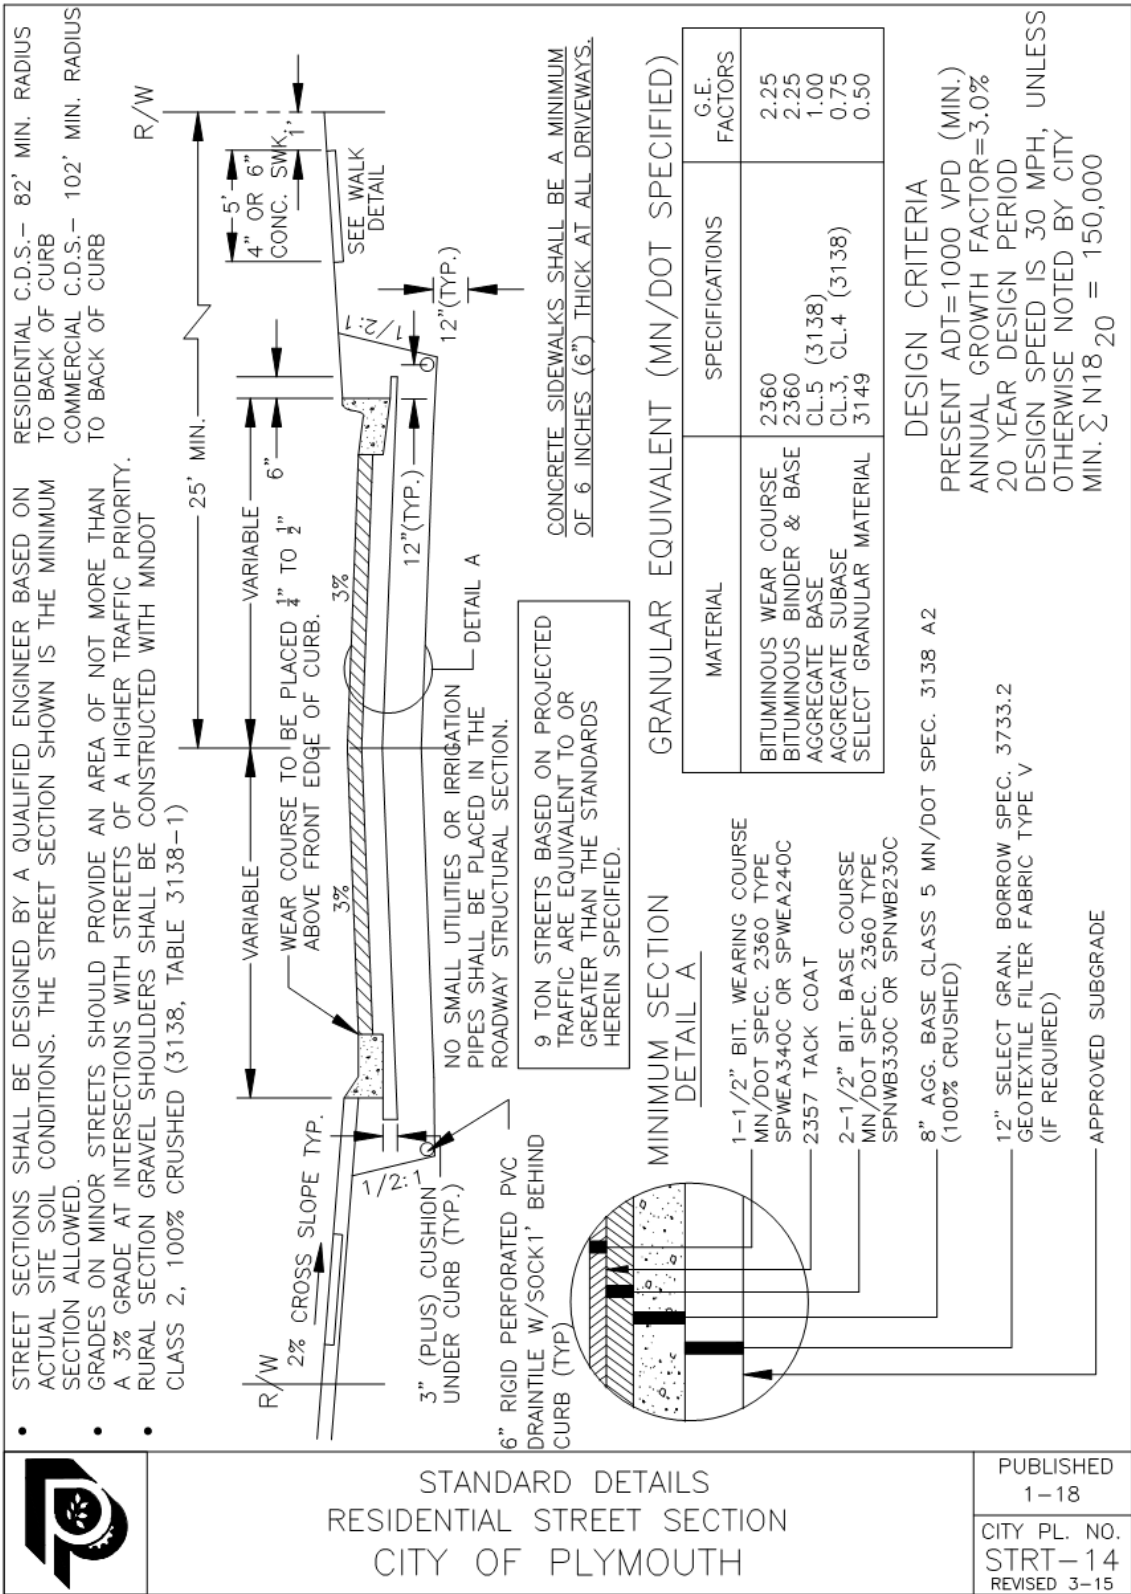 STREET SECTIONS SHALL BE DESIGNED BY A QUALIFIED ENGINEER BASED ON
ACTUAL SITE SOIL CONDITIONS. THE STREET SECTION SHOWN IS THE MINIMUM
SECTION ALLOWED.
GRADES ON MINOR STREETS SHOULD PROVIDE AN AREA OF NOT MORE THAN
A 3% GRADE AT INTERSECTIONS WITH STREETS OF A HIGHER TRAFFIC PRIORITY.
RURAL SECTION GRAVEL SHOULDERS SHALL BE CONSTRUCTED WITH MNDOT
CLASS 2, 100% CRUSHED (3138, TABLE 3138-1)
RESIDENTIAL C.D.S.- 82' MIN. RADIUS
TO BACK OF CURB
COMMERCIAL C.D.S.- 102' MIN. RADIUS
TO BACK OF CURB
R/W
R/W
25' MIN.
VARIABLE
VARIABLE
6"
5'
4" OR 6"
CONC. SWK.,
1'
SEE WALK
DETAIL
WEAR COURSE TO BE PLACED 1/4" TO 1/2"
ABOVE FRONT EDGE OF CURB.
2% CROSS SLOPE TYP.
3%
3%
1/2:1
1/2:1
12"(TYP.)
12"(TYP.)
3" (PLUS) CUSHION
UNDER CURB (TYP.)
NO SMALL UTILITIES OR IRRIGATION
PIPES SHALL BE PLACED IN THE
ROADWAY STRUCTURAL SECTION.
DETAIL A
6" RIGID PERFORATED PVC
DRAINTILE W/SOCK1' BEHIND
CURB (TYP)
9 TON STREETS BASED ON PROJECTED
TRAFFIC ARE EQUIVALENT TO OR
GREATER THAN THE STANDARDS
HEREIN SPECIFIED.
CONCRETE SIDEWALKS SHALL BE A MINIMUM
OF 6 INCHES (6") THICK AT ALL DRIVEWAYS.
MINIMUM SECTION
DETAIL A
1-1/2" BIT. WEARING COURSE
MN/DOT SPEC. 2360 TYPE
SPWEA340C OR SPWEA240C
2357 TACK COAT
2-1/2" BIT. BASE COURSE
MN/DOT SPEC. 2360 TYPE
SPNWB330C OR SPNWB230C
8" AGG. BASE CLASS 5 MN/DOT SPEC. 3138 A2
(100% CRUSHED)
12" SELECT GRAN. BORROW SPEC. 3733.2
GEOTEXTILE FILTER FABRIC TYPE V
(IF REQUIRED)
APPROVED SUBGRADE
GRANULAR EQUIVALENT (MN/DOT SPECIFIED)
MATERIAL SPECIFICATIONS G.E. FACTORS
BITUMINOUS WEAR COURSE 2360 2.25
BITUMINOUS BINDER & BASE 2360 2.25
AGGREGATE BASE CL.5 (3138) 1.00
AGGREGATE SUBASE CL.3, CL.4 (3138) 0.75
SELECT GRANULAR MATERIAL 3149 0.50
DESIGN CRITERIA
PRESENT ADT=1000 VPD (MIN.)
ANNUAL GROWTH FACTOR=3.0%
20 YEAR DESIGN PERIOD
DESIGN SPEED IS 30 MPH, UNLESS
OTHERWISE NOTED BY CITY
MIN. ∑ N18 20 = 150,000
STANDARD DETAILS
RESIDENTIAL STREET SECTION
CITY OF PLYMOUTH
PUBLISHED
1-18
CITY PL. NO.
STRT-14
REVISED 3-15